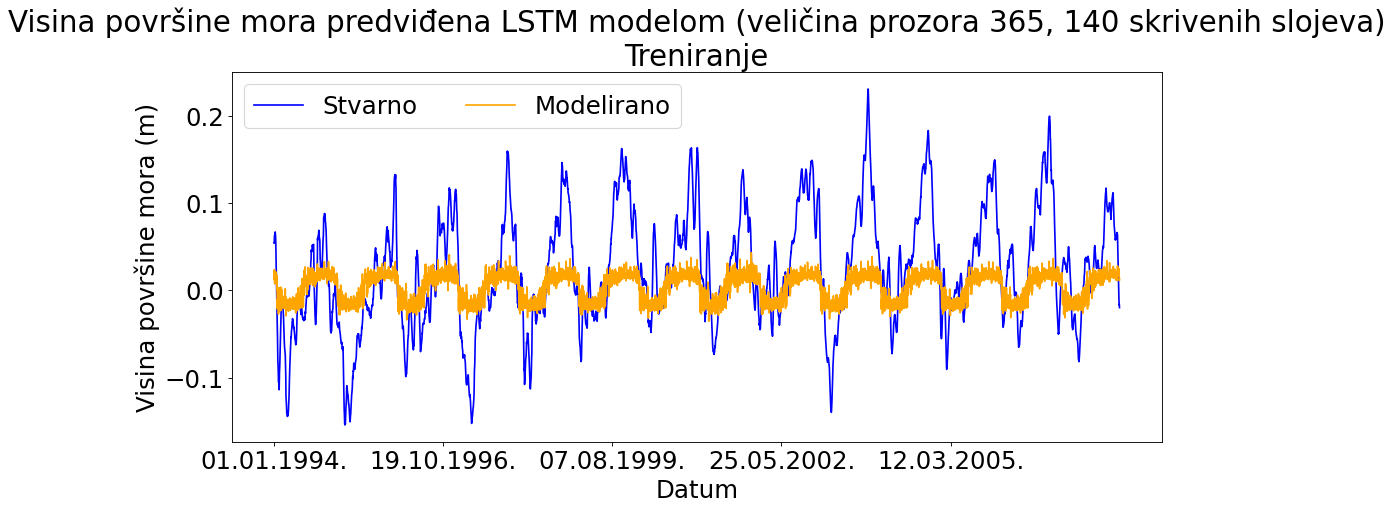 Visina površine mora predviđena LSTM modelom (veličina prozora 365, 140 skrivenih slojeva)
Treniranje
Stvarno Modelirano
Visina površine mora (m)
0.2
0.1
0.0
−0.1
01.01.1994. 19.10.1996. 07.08.1999. 25.05.2002. 12.03.2005.
Datum